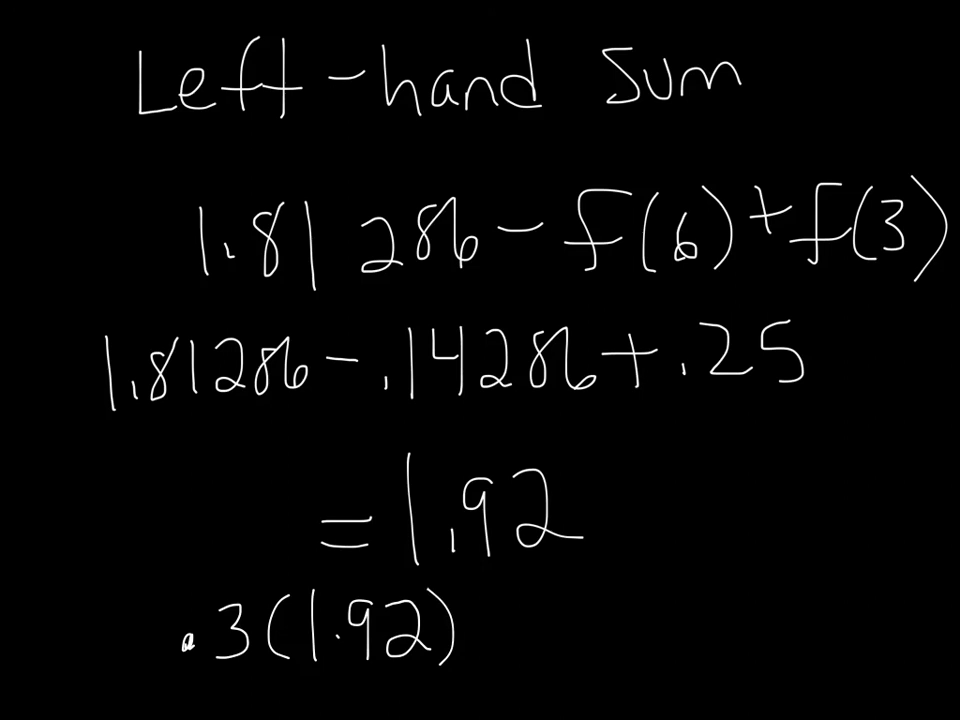 Left-hand sum
1.81286 - f(6) + f(3)
1.81286 - .14286 + .25
= 1.92
.3(1.92)